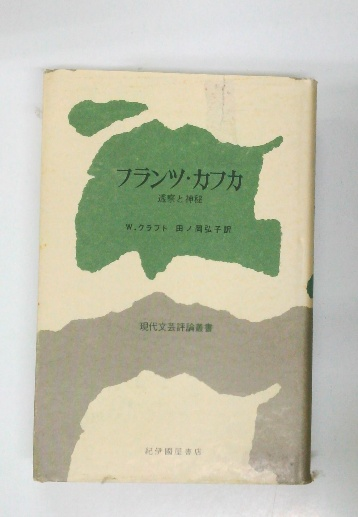 フランツ・カフカ
透察と神秘
W.クラフト 田ノ岡弘子訳
現代文芸評論叢書
紀伊國屋書店